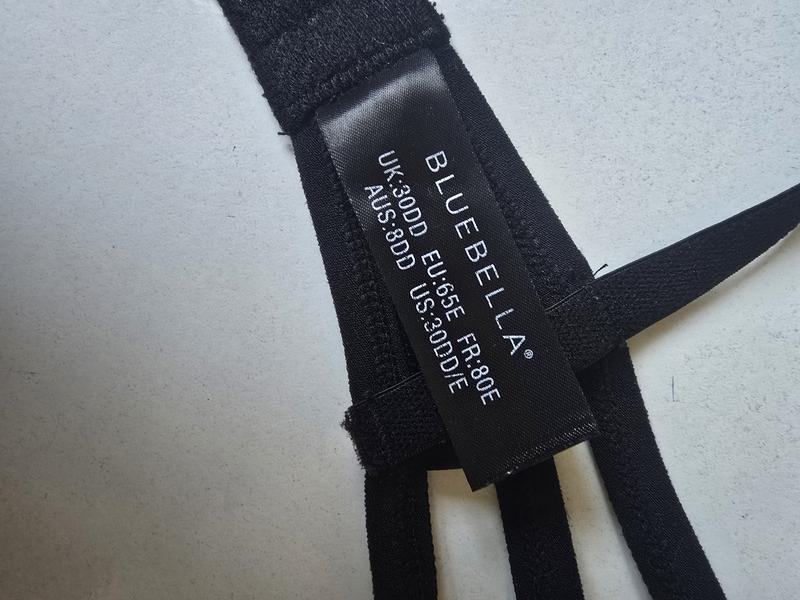 BLUEBELLA®
UK:30DD EU:65E FR:80E
AUS:8DD US:30DD/E